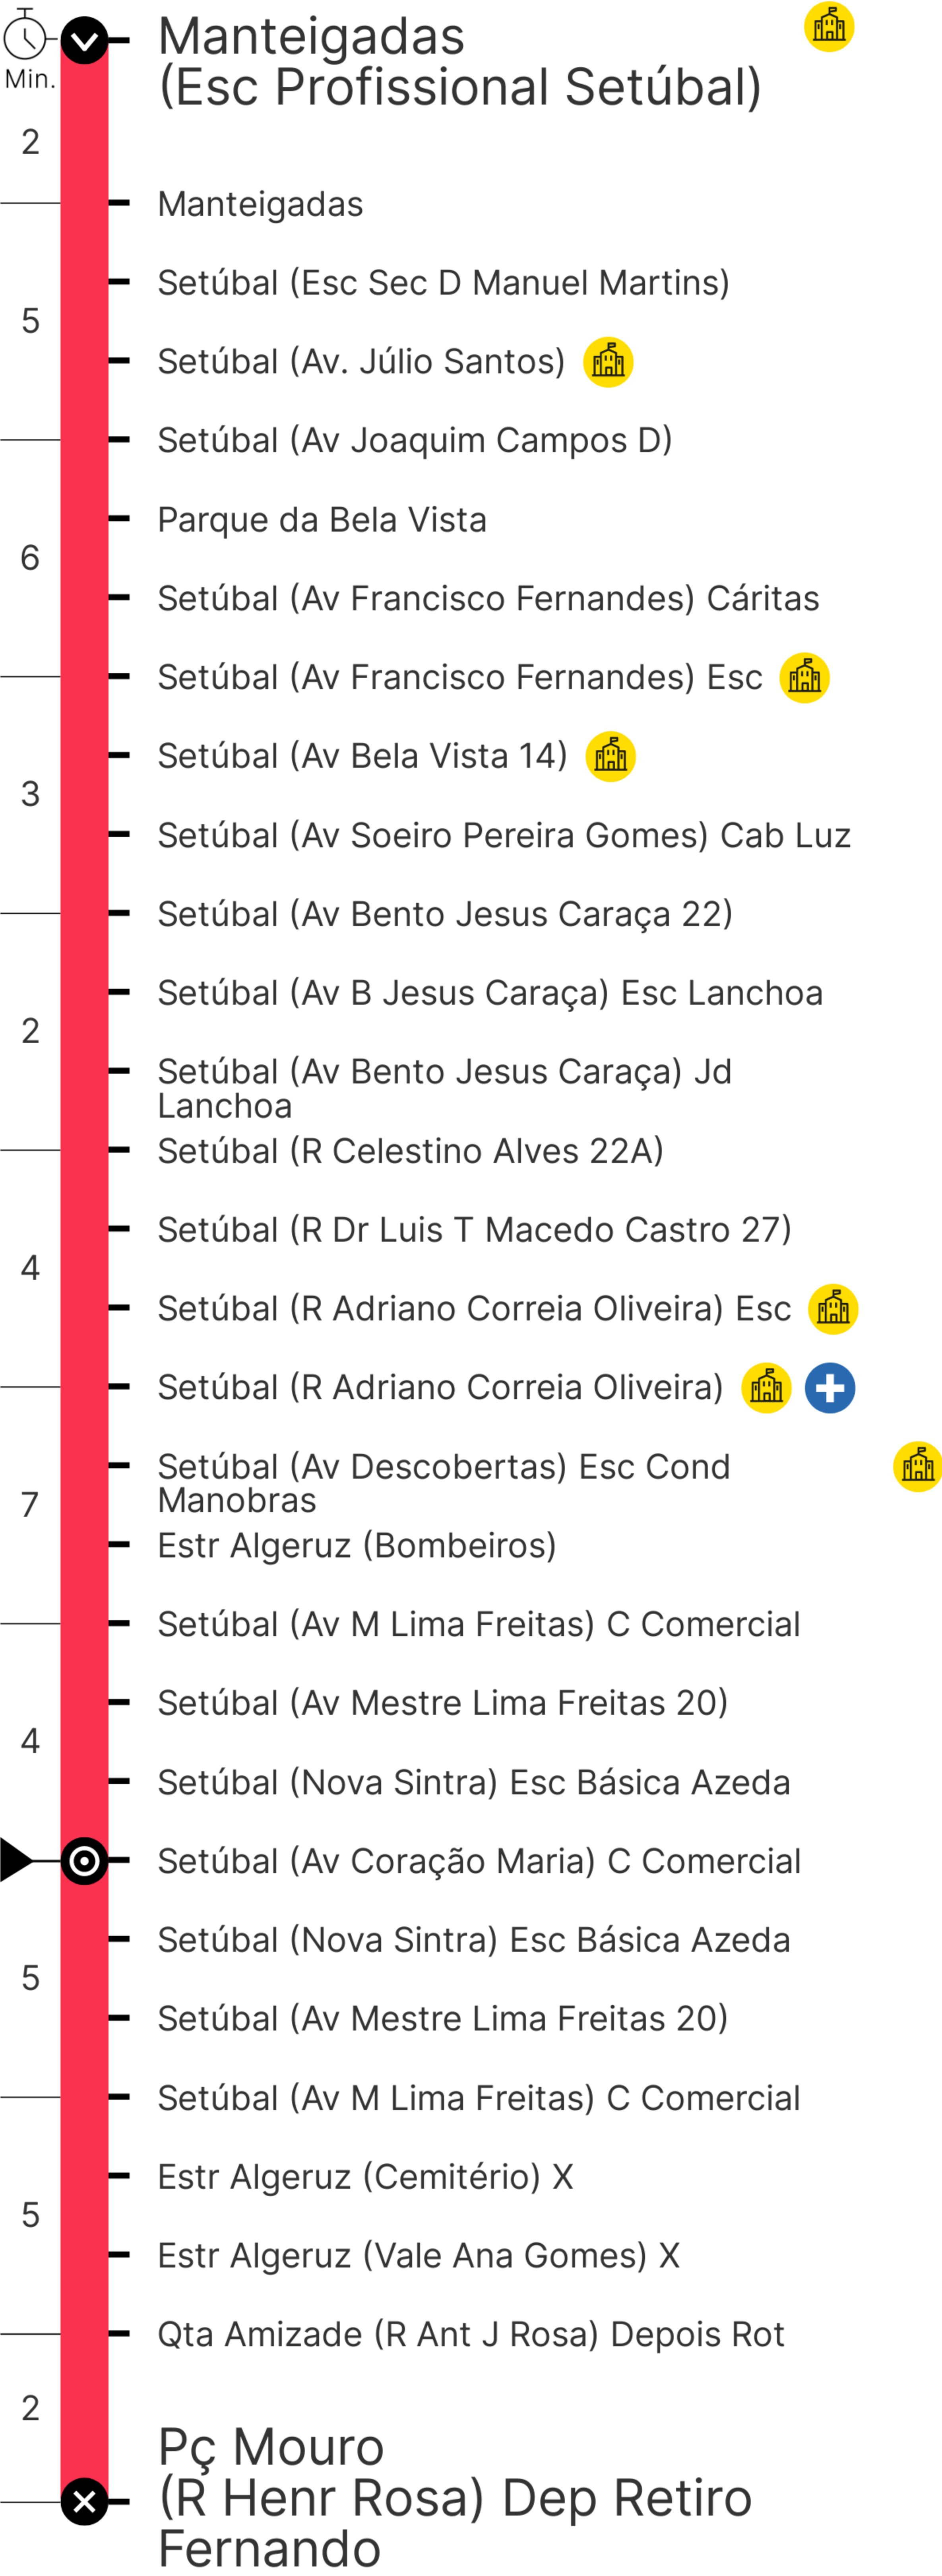 Manteigadas
(Esc Profissional Setúbal)
Min.
2
Manteigadas
Setúbal (Esc Sec D Manuel Martins)
5
Setúbal (Av. Júlio Santos)
Setúbal (Av Joaquim Campos D)
Parque da Bela Vista
6
Setúbal (Av Francisco Fernandes) Cáritas
Setúbal (Av Francisco Fernandes) Esc
Setúbal (Av Bela Vista 14)
3
Setúbal (Av Soeiro Pereira Gomes) Cab Luz
Setúbal (Av Bento Jesus Caraça 22)
Setúbal (Av B Jesus Caraça) Esc Lanchoa
2
Setúbal (Av Bento Jesus Caraça) Jd
Lanchoa
Setúbal (R Celestino Alves 22A)
Setúbal (R Dr Luis T Macedo Castro 27)
4
Setúbal (R Adriano Correia Oliveira) Esc
Setúbal (R Adriano Correia Oliveira)
Setúbal (Av Descobertas) Esc Cond
Manobras
7
Estr Algeruz (Bombeiros)
Setúbal (Av M Lima Freitas) C Comercial
Setúbal (Av Mestre Lima Freitas 20)
4
Setúbal (Nova Sintra) Esc Básica Azeda
Setúbal (Av Coração Maria) C Comercial
Setúbal (Nova Sintra) Esc Básica Azeda
5
Setúbal (Av Mestre Lima Freitas 20)
Setúbal (Av M Lima Freitas) C Comercial
Estr Algeruz (Cemitério) X
5
Estr Algeruz (Vale Ana Gomes) X
Qta Amizade (R Ant J Rosa) Depois Rot
2
Pç Mouro
(R Henr Rosa) Dep Retiro
Fernando